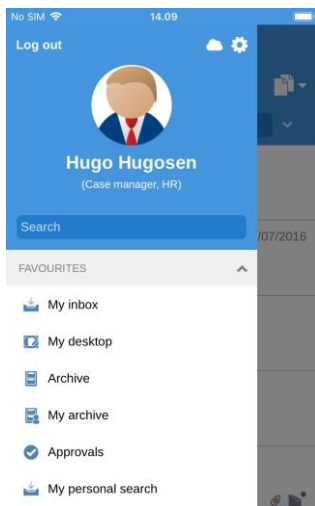 No SIM 14.09
Log out
Hugo Hugosen
(Case manager, HR)
Search
/07/2016
FAVOURITES
My inbox
My desktop
Archive
My archive
Approvals
My personal search